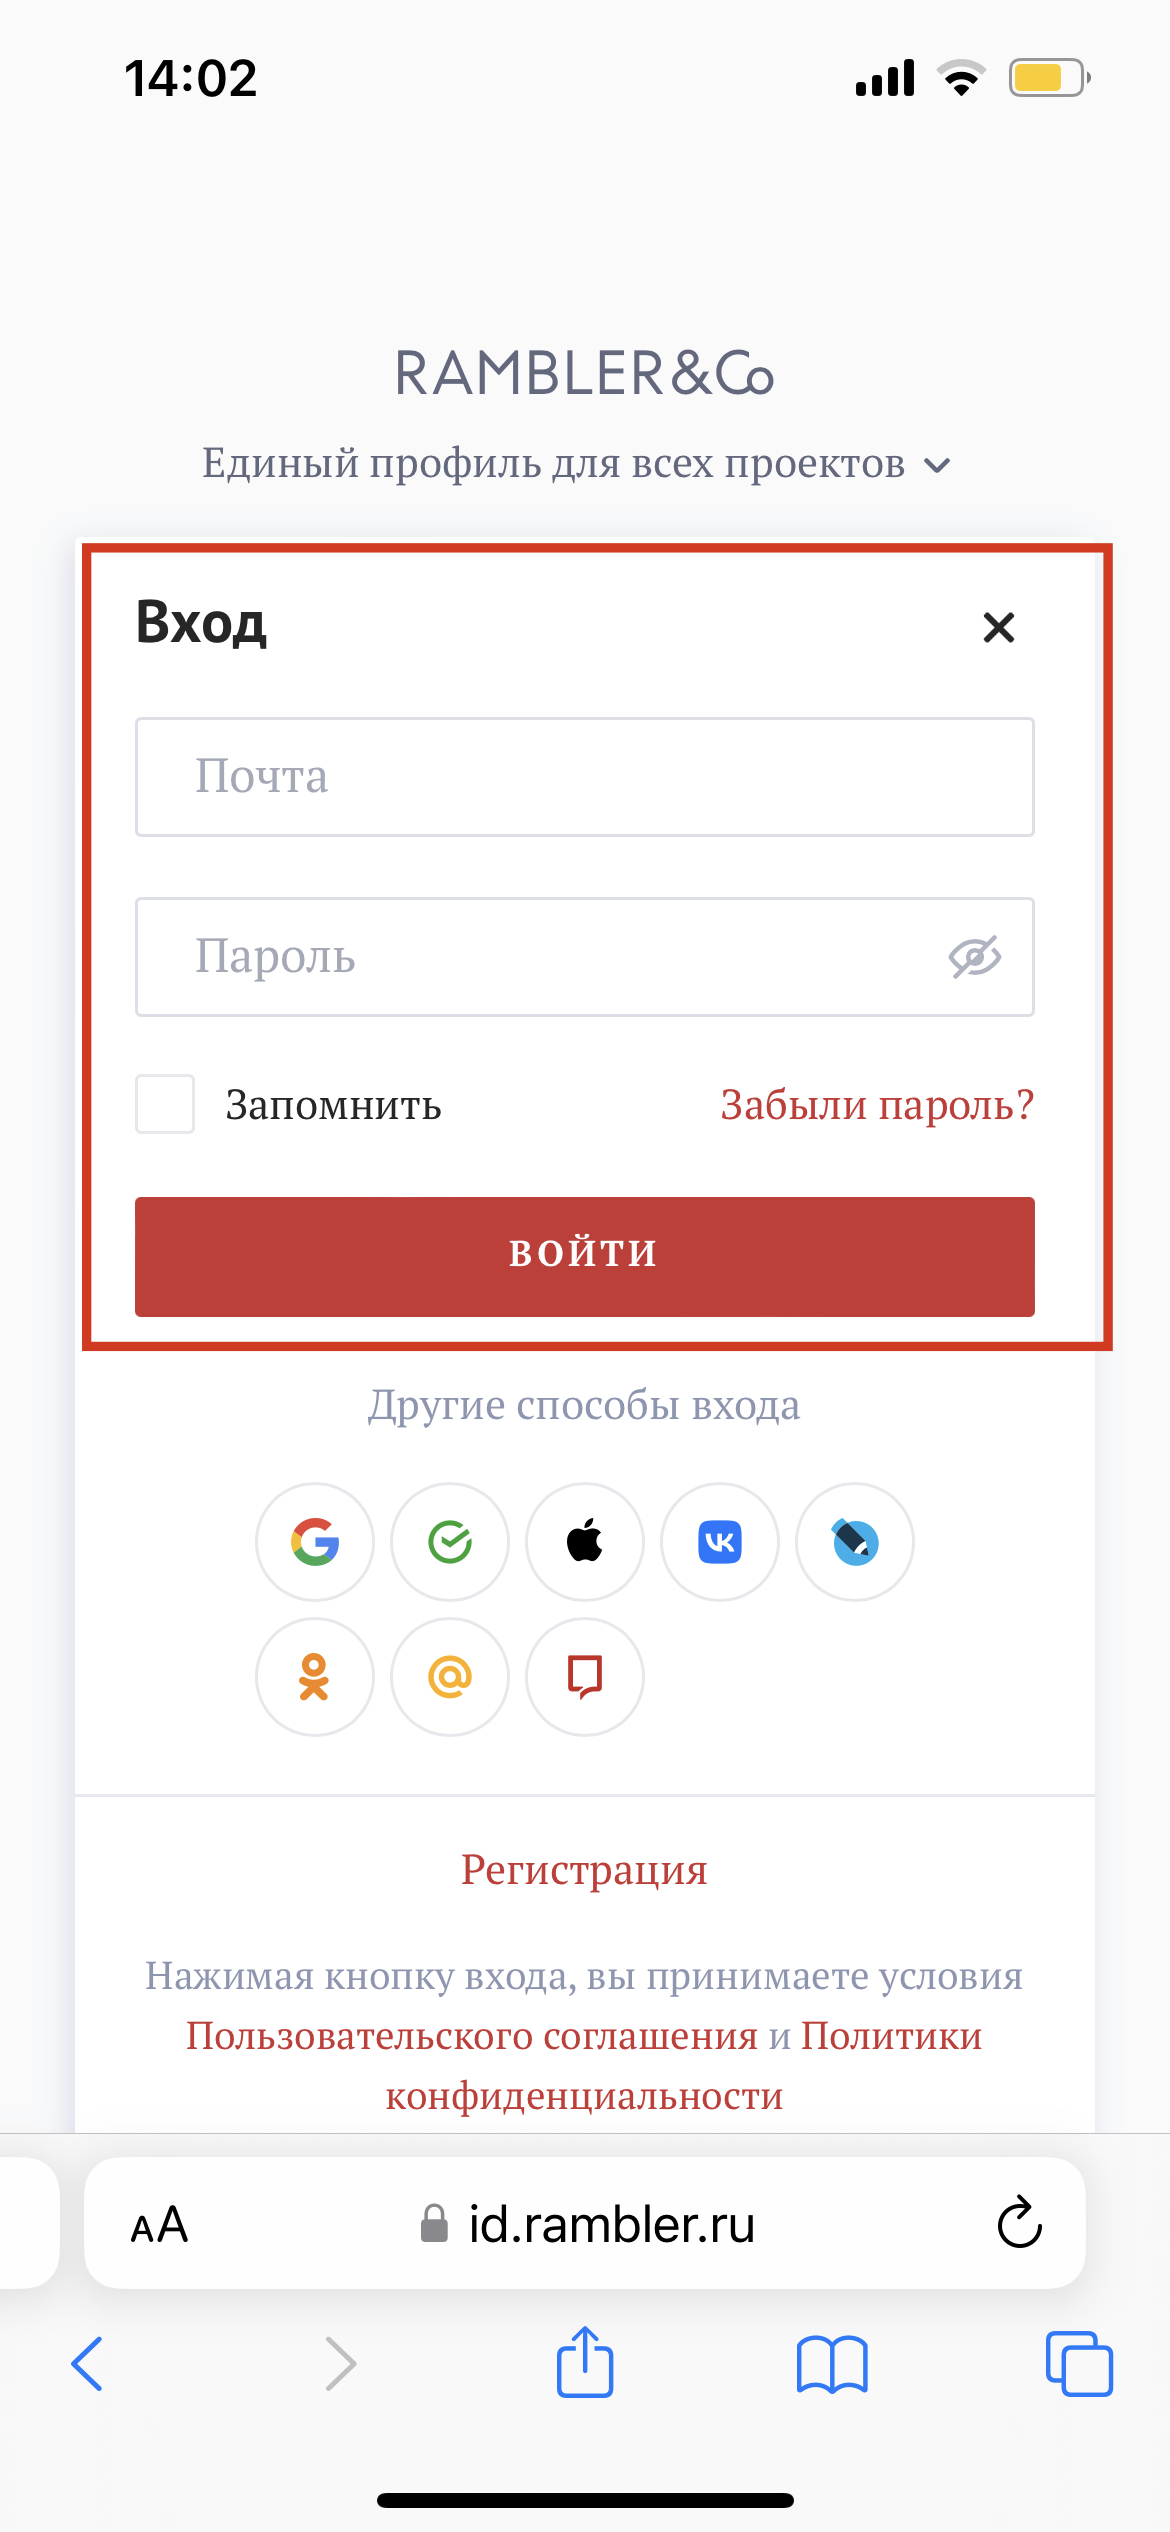 14:02
RAMBLER&Co
Единый профиль для всех проектов
Вход
Почта
Пароль
Запомнить Забыли пароль?
ВОЙТИ
Другие способы входа
Регистрация
Нажимая кнопку входа, вы принимаете условия
Пользовательского соглашения и Политики
конфиденциальности
AA id.rambler.ru